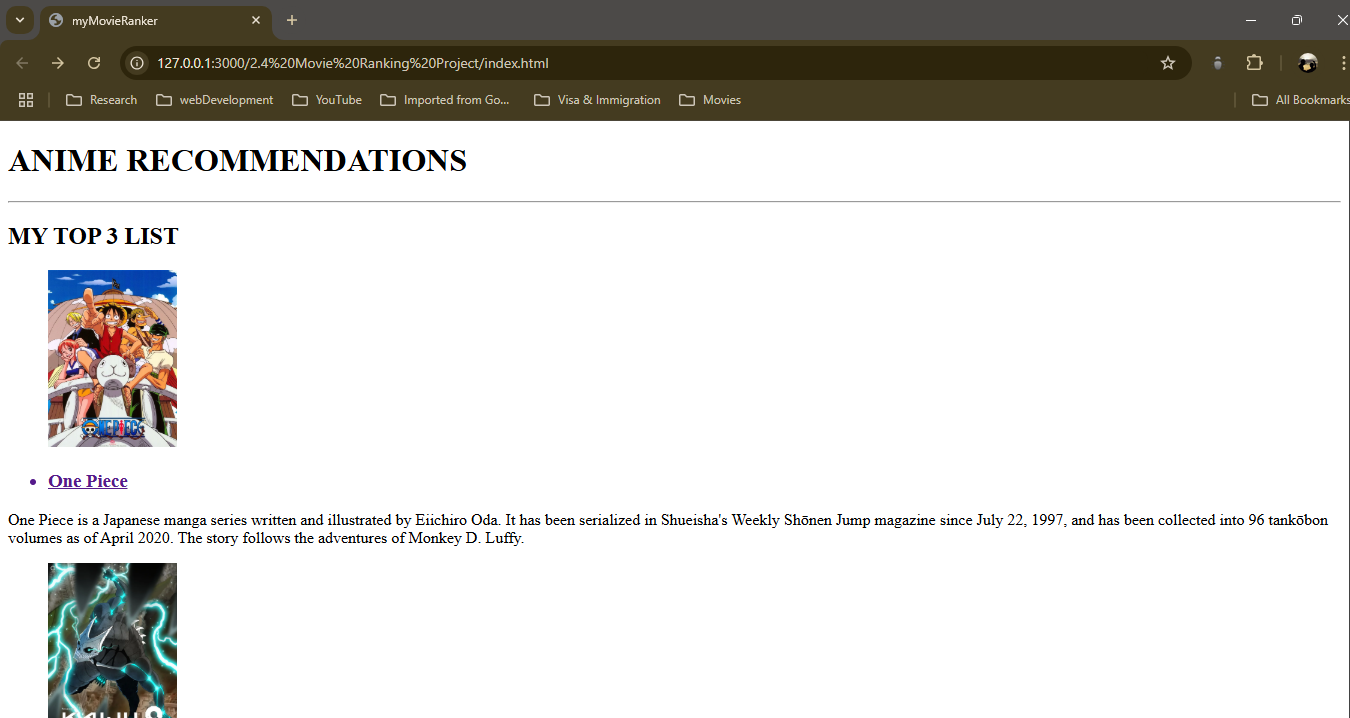 myMovieRanker
127.0.0.1:3000/2.4%20Movie%20Ranking%20Project/index.html
Research webDevelopment YouTube Imported from Go... Visa & Immigration Movies All Bookmarks
ANIME RECOMMENDATIONS
MY TOP 3 LIST
ONE PIECE
• One Piece
One Piece is a Japanese manga series written and illustrated by Eiichiro Oda. It has been serialized in Shueisha's Weekly Shōnen Jump magazine since July 22, 1997, and has been collected into 96 tankōbon
volumes as of April 2020. The story follows the adventures of Monkey D. Luffy.